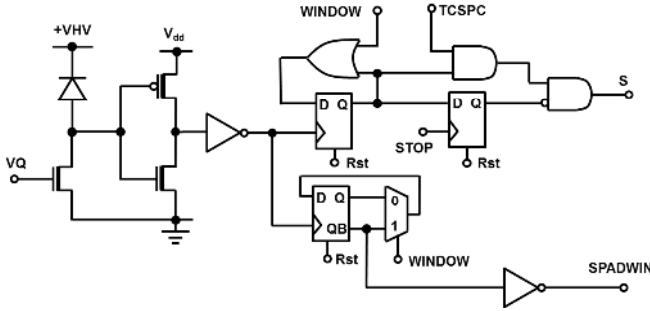 WINDOW
TCSPC
+VHV
Vdd
S
D Q
D Q
STOP
Rst
Rst
VQ
D Q
QB
0
1
Rst
WINDOW
SPADWIN